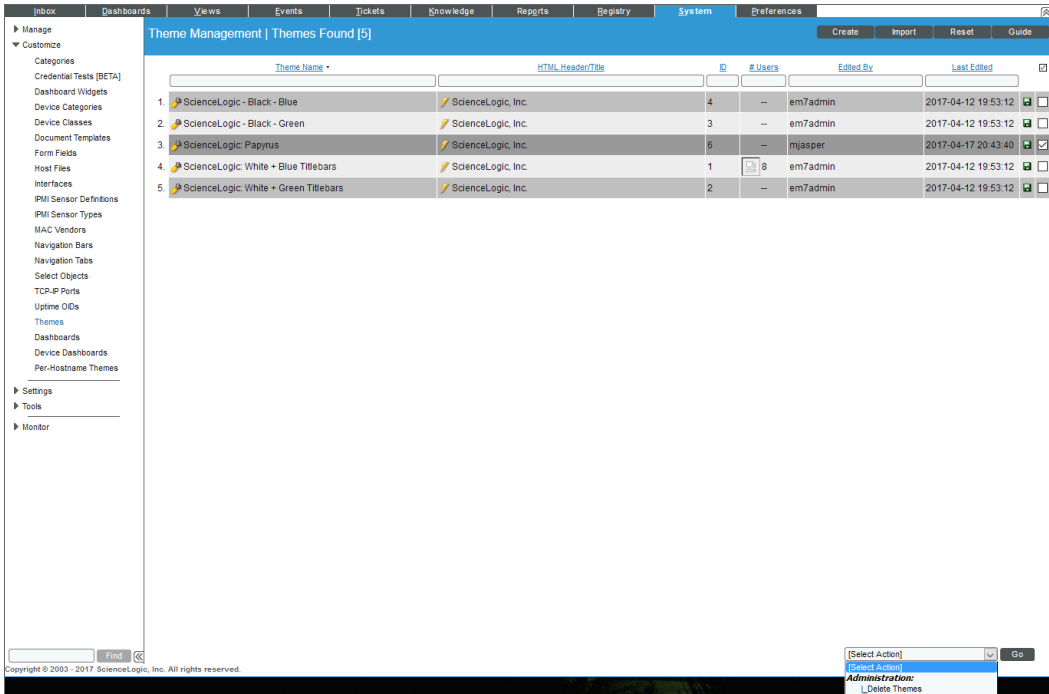 Inbox Dashboards Views Events Tickets Knowledge Reports Registry System Preferences
Theme Management | Themes Found [5]
Create Import Reset Guide
Manage
Customize
Categories
Credential Tests [BETA]
Dashboard Widgets
Device Categories
Device Classes
Document Templates
Form Fields
Host Files
Interfaces
IPMI Sensor Definitions
IPMI Sensor Types
MAC Vendors
Navigation Bars
Navigation Tabs
Select Objects
TCP-IP Ports
Uptime OIDs
Themes
Dashboards
Device Dashboards
Per-Hostname Themes
Settings
Tools
Monitor
Theme Name HTML Header/Title ID # Users Edited By Last Edited
1. ScienceLogic - Black - Blue ScienceLogic, Inc. 4 -- em7admin 2017-04-12 19:53:12
2. ScienceLogic - Black - Green ScienceLogic, Inc. 3 -- em7admin 2017-04-12 19:53:12
3. ScienceLogic: Papyrus ScienceLogic, Inc. 6 -- mjasper 2017-04-17 20:43:40
4. ScienceLogic: White + Blue Titlebars ScienceLogic, Inc. 1 8 em7admin 2017-04-12 19:53:12
5. ScienceLogic: White + Green Titlebars ScienceLogic, Inc. 2 -- em7admin 2017-04-12 19:53:12
Find
[Select Action] Go
[Select Action]
Administration:
Delete Themes
Copyright © 2003 - 2017 ScienceLogic, Inc. All rights reserved.